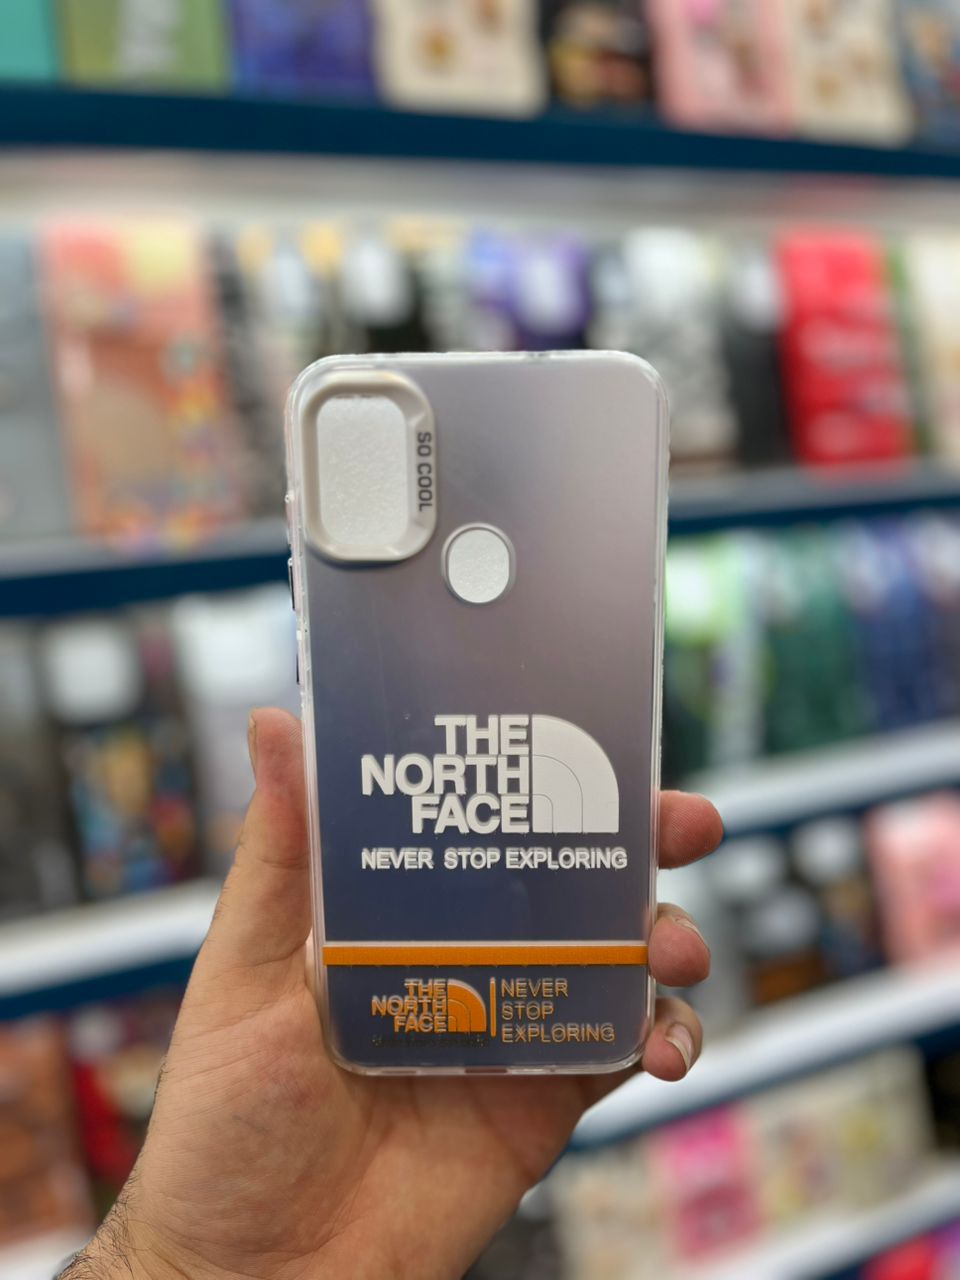 SO COOL
THE
NORTH
FACE
NEVER STOP EXPLORING
THE
NORTH
FACE
NEVER
STOP
EXPLORING